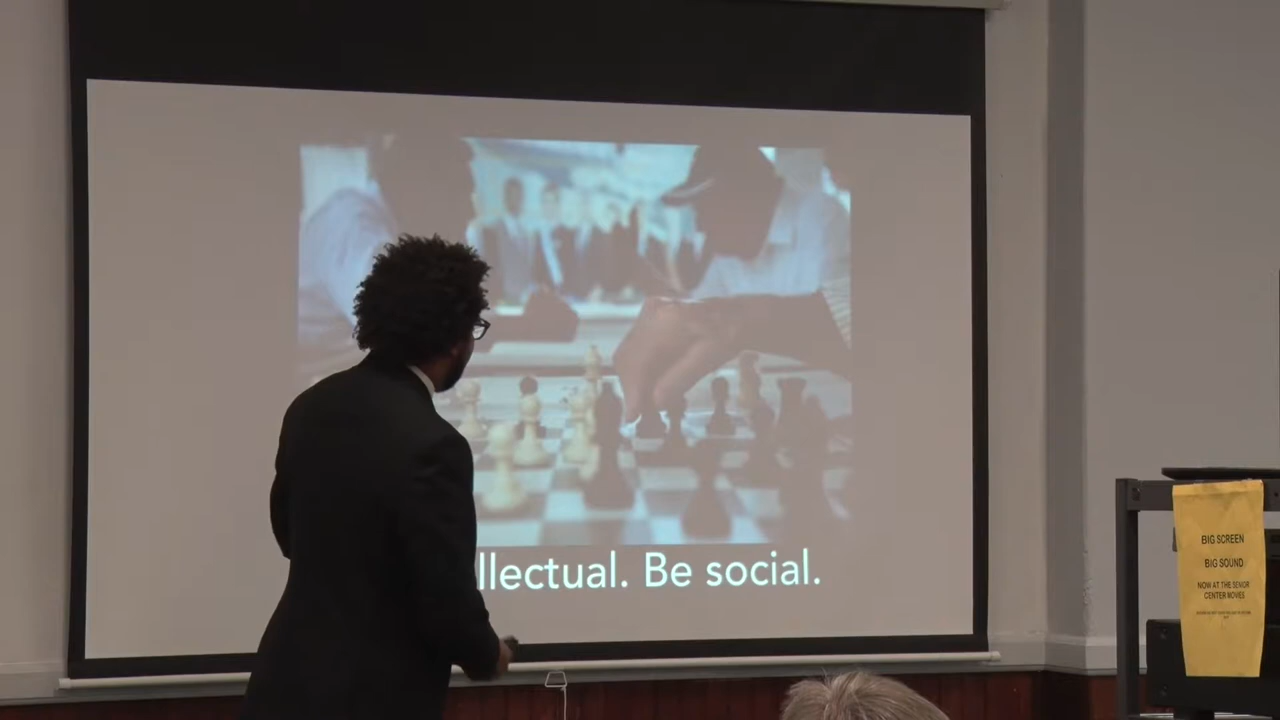 llectual. Be social.
BIG SCREEN
BIG SOUND
NOW AT THE SENIOR
CENTER MOVIES